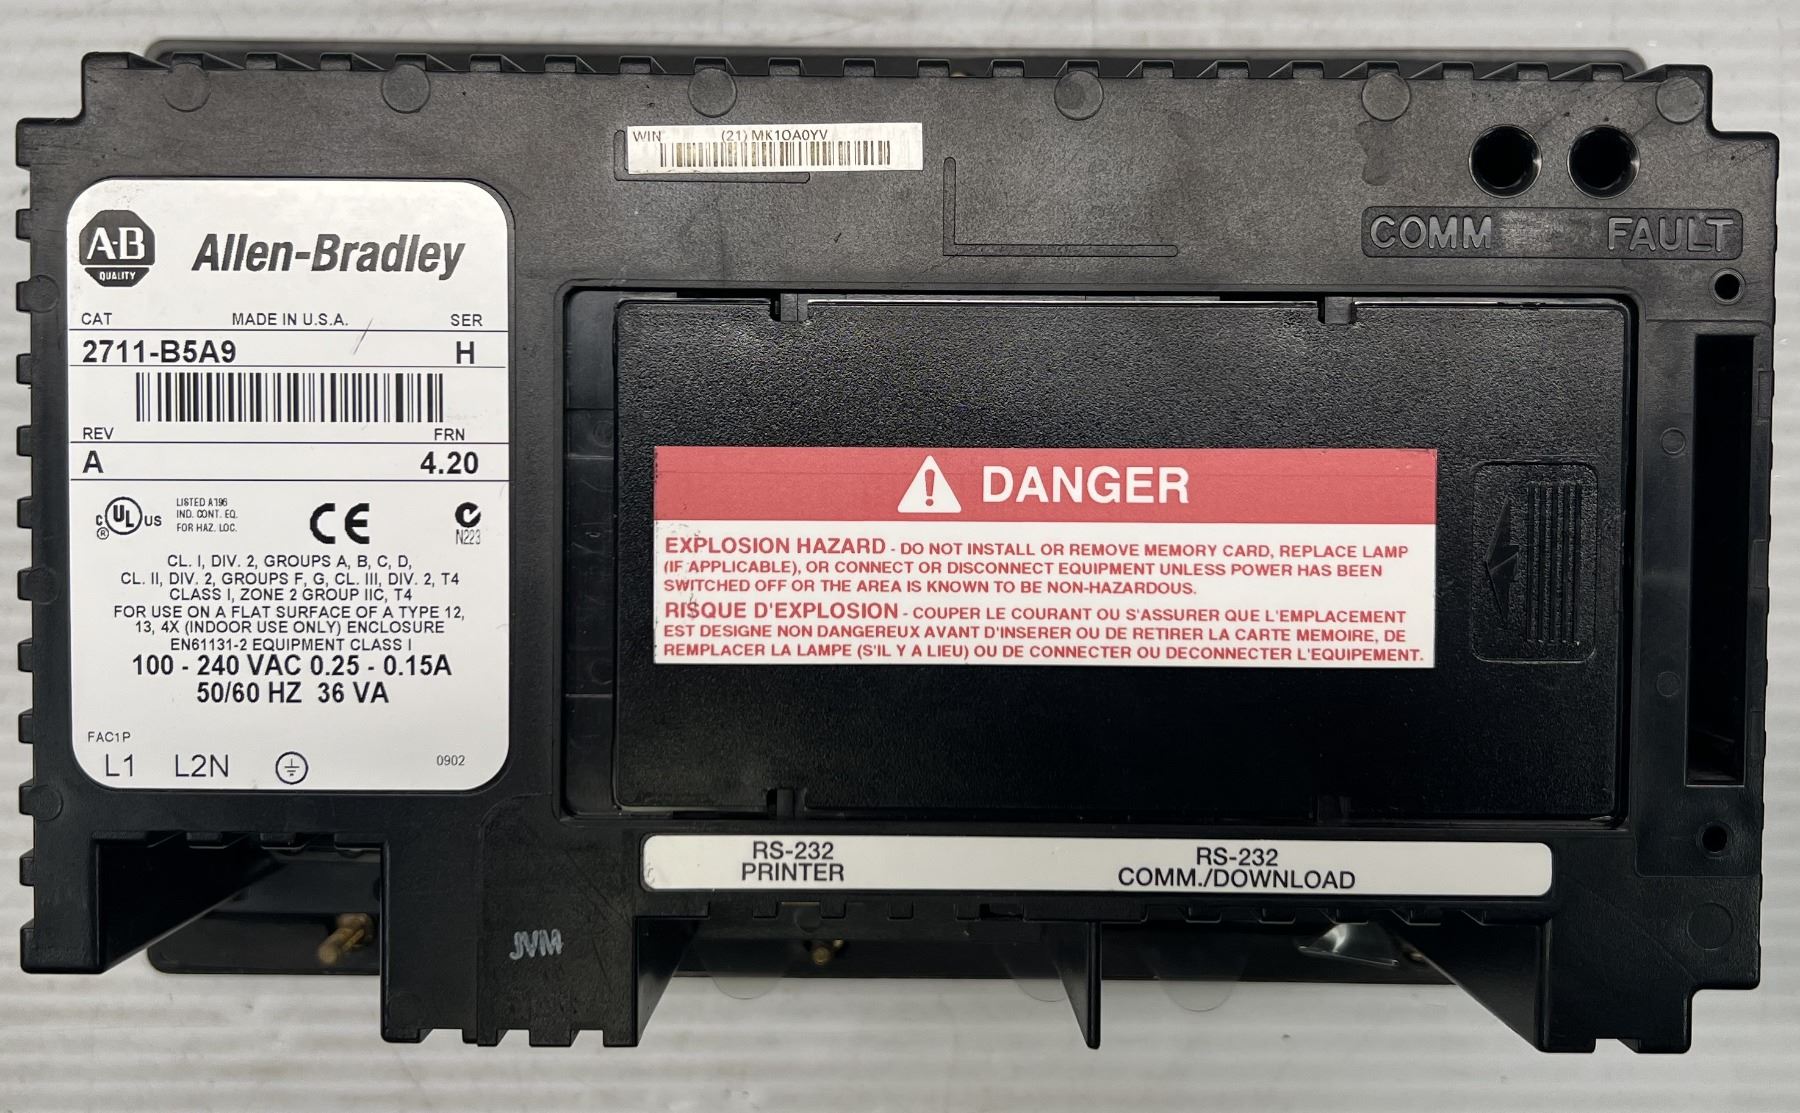 WIN (21) MK1OA0YV
COMM FAULT
A-B
QUALITY
Allen-Bradley
CAT MADE IN U.S.A. SER
2711-B5A9 H
REV FRN
A 4.20
c UL US
®
LISTED A196
IND. CONT. EQ.
FOR HAZ. LOC.
CE
N223
CL. I, DIV. 2, GROUPS A, B, C, D,
CL. II, DIV. 2, GROUPS F, G, CL. III, DIV. 2, T4
CLASS I, ZONE 2 GROUP IIC, T4
FOR USE ON A FLAT SURFACE OF A TYPE 12,
13, 4X (INDOOR USE ONLY) ENCLOSURE
EN61131-2 EQUIPMENT CLASS I
100 - 240 VAC 0.25 - 0.15A
50/60 HZ 36 VA
FAC1P
L1 L2N 0902
DANGER
EXPLOSION HAZARD - DO NOT INSTALL OR REMOVE MEMORY CARD, REPLACE LAMP
(IF APPLICABLE), OR CONNECT OR DISCONNECT EQUIPMENT UNLESS POWER HAS BEEN
SWITCHED OFF OR THE AREA IS KNOWN TO BE NON-HAZARDOUS.
RISQUE D'EXPLOSION - COUPER LE COURANT OU S'ASSURER QUE L'EMPLACEMENT
EST DESIGNE NON DANGEREUX AVANT D'INSERER OU DE RETIRER LA CARTE MEMOIRE, DE
REMPLACER LA LAMPE (S'IL Y A LIEU) OU DE CONNECTER OU DECONNECTER L'EQUIPEMENT.
RS-232
PRINTER
RS-232
COMM./DOWNLOAD
JVM